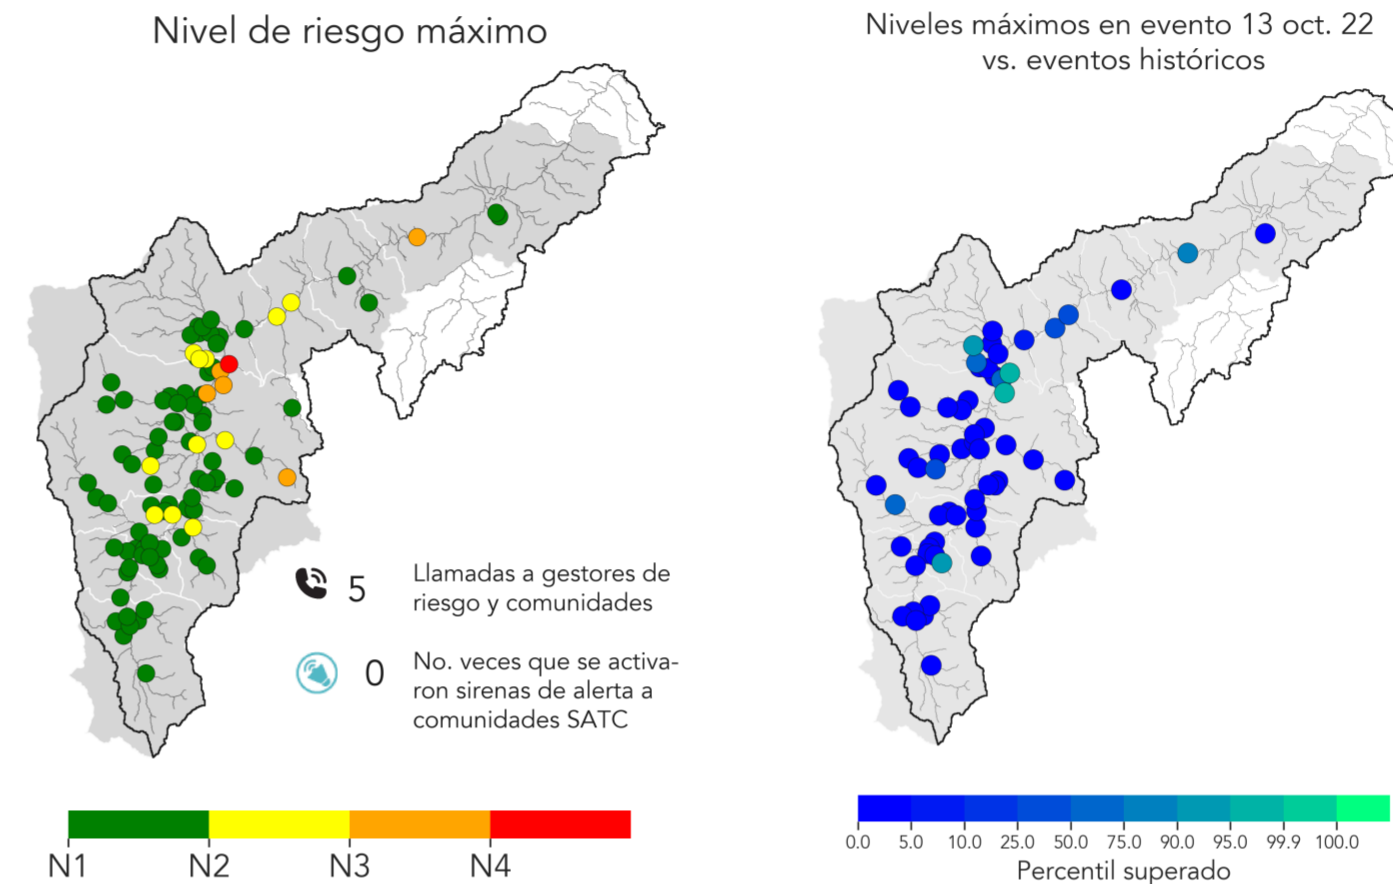 Nivel de riesgo máximo
5
Llamadas a gestores de
riesgo y comunidades
0
No. veces que se activa-
ron sirenas de alerta a
comunidades SATC
N1 N2 N3 N4
Niveles máximos en evento 13 oct. 22
vs. eventos históricos
0.0 5.0 10.0 25.0 50.0 75.0 90.0 95.0 99.9 100.0
Percentil superado